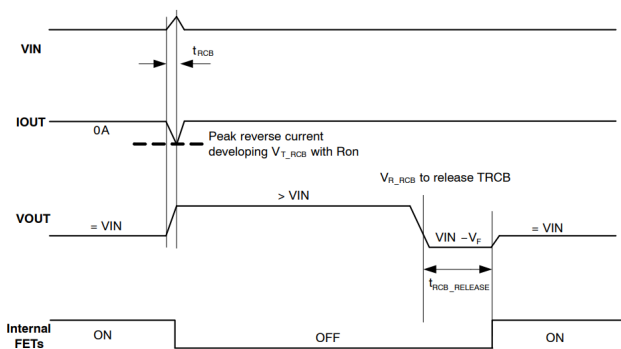 VIN
tRCB
IOUT
0A
Peak reverse current
developing VT_RCB with Ron
VR_RCB to release TRCB
> VIN
VOUT
= VIN
VIN –VF
= VIN
tRCB_RELEASE
Internal
FETs
ON
OFF
ON